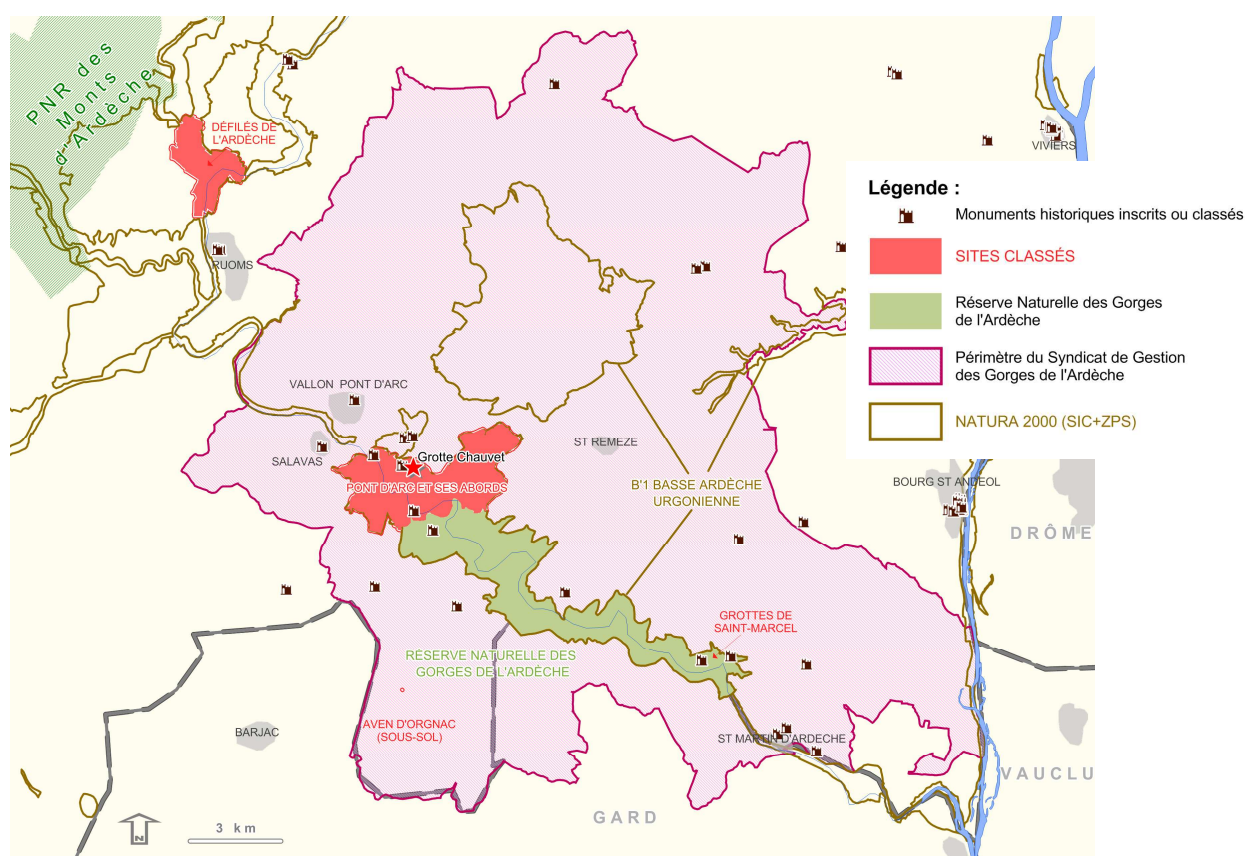 PNR des
Monts
d'Ardèche
DÉFILÉS DE
L'ARDÈCHE
VIVIERS
Légende :
Monuments historiques inscrits ou classés
SITES CLASSÉS
Réserve Naturelle des Gorges
de l'Ardèche
Périmètre du Syndicat de Gestion
des Gorges de l'Ardèche
NATURA 2000 (SIC+ZPS)
RUOMS
VALLON PONT D'ARC
SALAVAS
Grotte Chauvet
ST REMEZE
PONT D'ARC ET SES ABORDS
B'1 BASSE ARDÈCHE
URGONIENNE
BOURG ST ANDEOL
DRÔME
GROTTES DE
SAINT-MARCEL
RÉSERVE NATURELLE DES
GORGES DE L'ARDÈCHE
AVEN D'ORGNAC
(SOUS-SOL)
BARJAC
ST MARTIN D'ARDECHE
VAUCLU
GARD
N
3 km